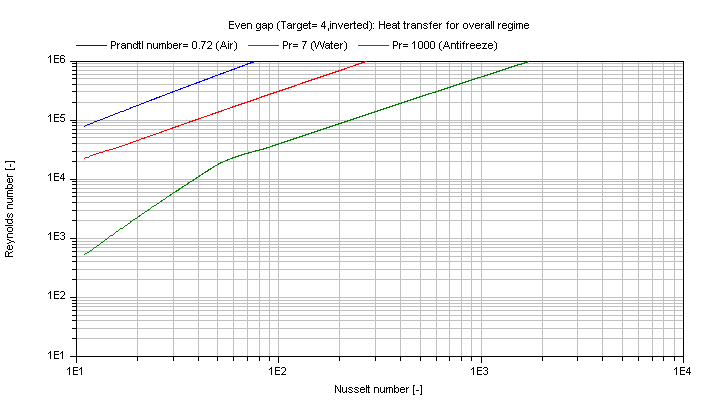 Even gap (Target= 4,inverted): Heat transfer for overall regime
Prandtl number= 0.72 (Air) Pr= 7 (Water) Pr= 1000 (Antifreeze)
1E6
1E5
1E4
1E3
1E2
1E1
Reynolds number [-]
1E1 1E2 1E3 1E4
Nusselt number [-]